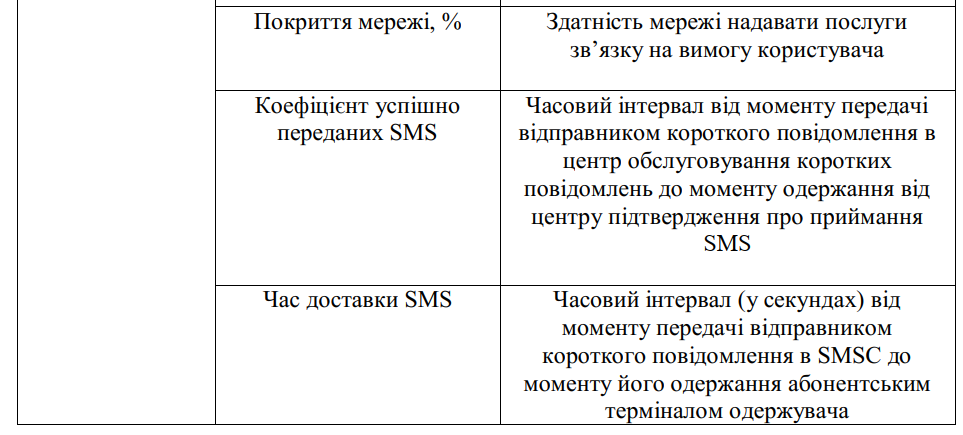 Покриття мережі, %
Здатність мережі надавати послуги
зв’язку на вимогу користувача
Коефіцієнт успішно
переданих SMS
Часовий інтервал від моменту передачі
відправником короткого повідомлення в
центр обслуговування коротких
повідомлень до моменту одержання від
центру підтвердження про приймання
SMS
Час доставки SMS
Часовий інтервал (у секундах) від
моменту передачі відправником
короткого повідомлення в SMSC до
моменту його одержання абонентським
терміналом одержувача